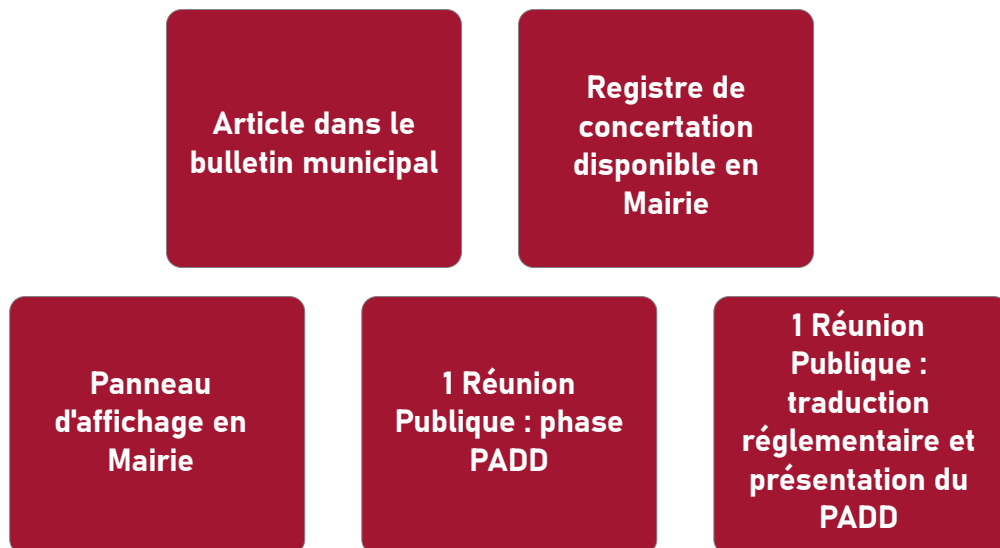 Article dans le
bulletin municipal
Registre de
concertation
disponible en
Mairie
Panneau
d'affichage en
Mairie
1 Réunion
Publique : phase
PADD
1 Réunion
Publique :
traduction
réglementaire et
présentation du
PADD